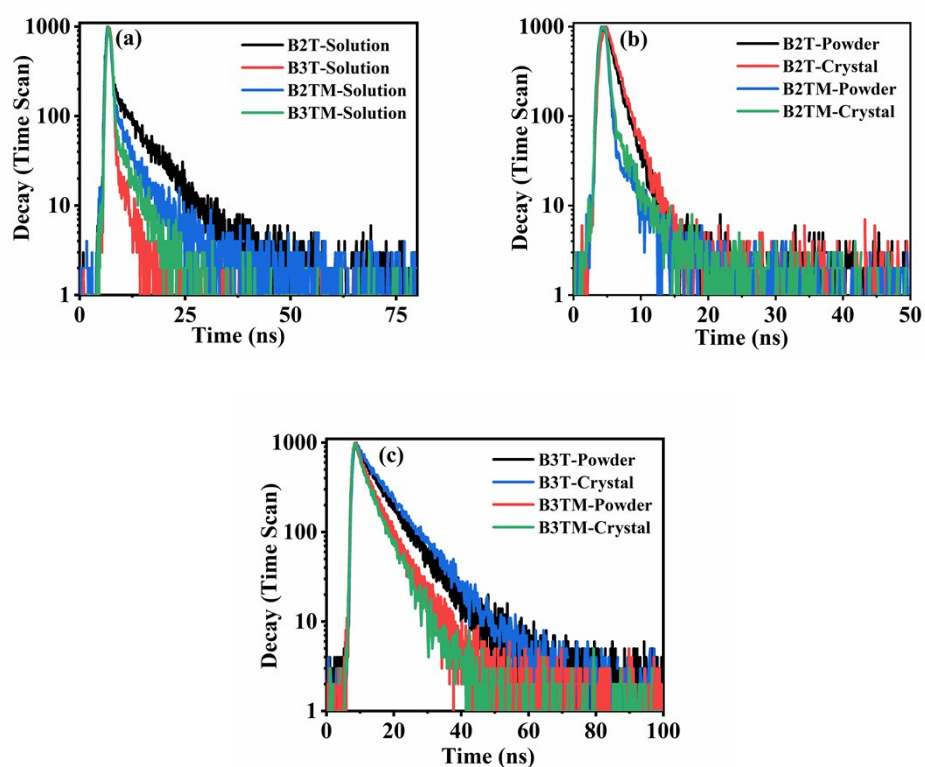 (a)
B2T-Solution
B3T-Solution
B2TM-Solution
B3TM-Solution
Decay (Time Scan)
1000
100
10
1
0 25 50 75
Time (ns)
(b)
B2T-Powder
B2T-Crystal
B2TM-Powder
B2TM-Crystal
Decay (Time Scan)
1000
100
10
1
0 10 20 30 40 50
Time (ns)
(c)
B3T-Powder
B3T-Crystal
B3TM-Powder
B3TM-Crystal
Decay (Time Scan)
1000
100
10
1
0 20 40 60 80 100
Time (ns)